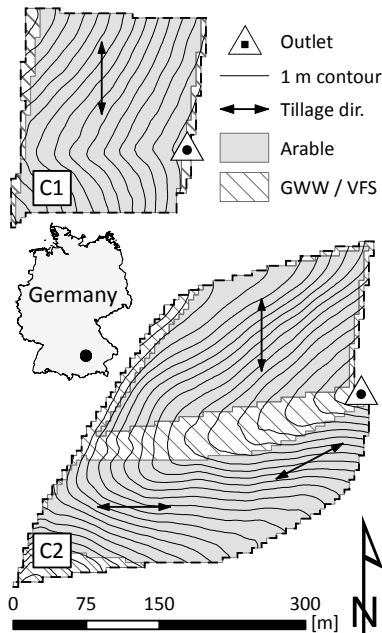 Outlet
1 m contour
Tillage dir.
Arable
GWW / VFS
C1
Germany
C2
0 75 150 300 [m]
N